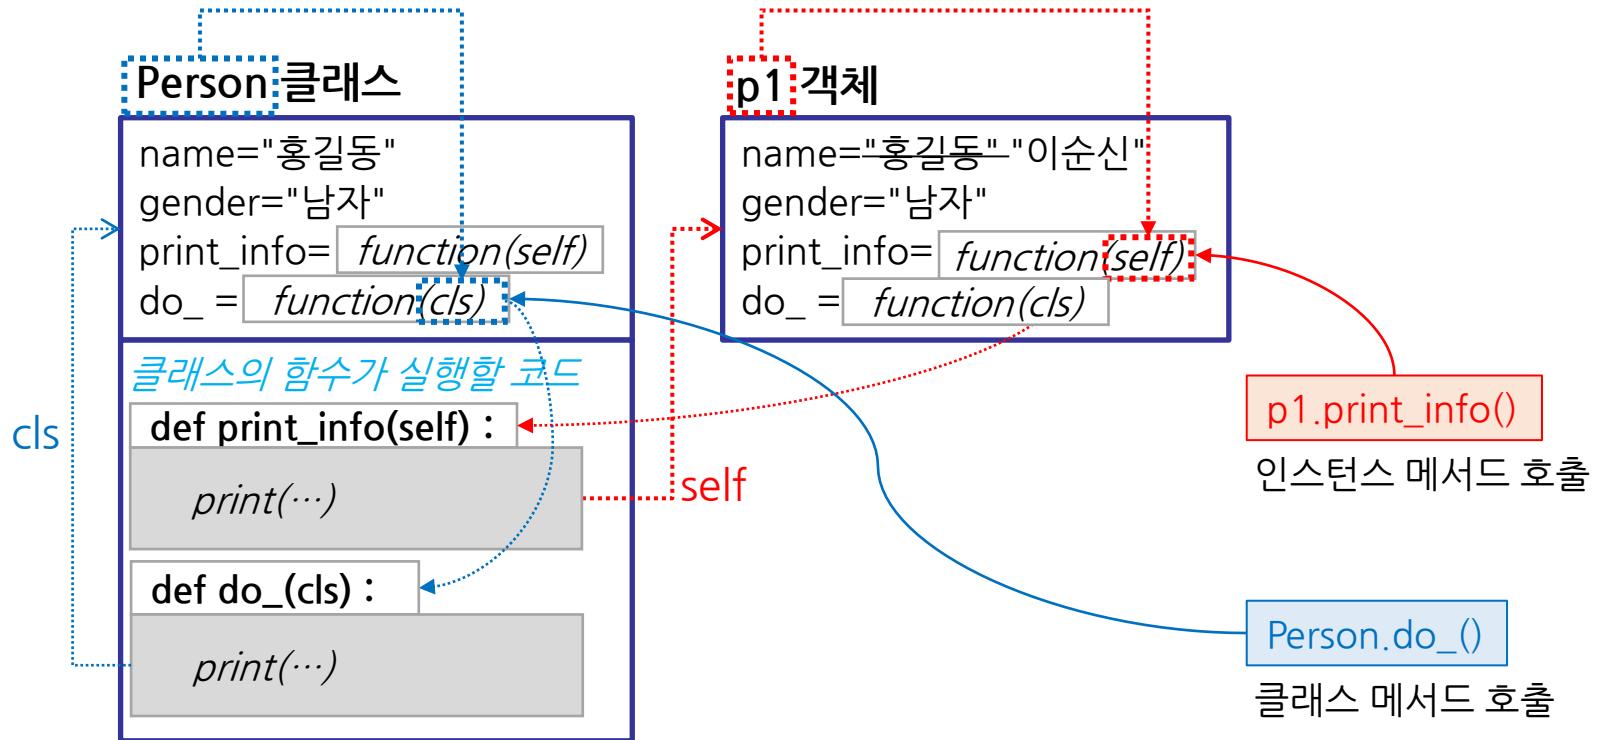 Person 클래스
name="홍길동"
gender="남자"
print_info= function(self)
do_ = function(cls)
클래스의 함수가 실행할 코드
def print_info(self) :
print(…)
def do_(cls) :
print(…)
cls
p1 객체
name="홍길동" "이순신"
gender="남자"
print_info= function(self)
do_ = function(cls)
self
p1.print_info()
인스턴스 메서드 호출
Person.do_()
클래스 메서드 호출